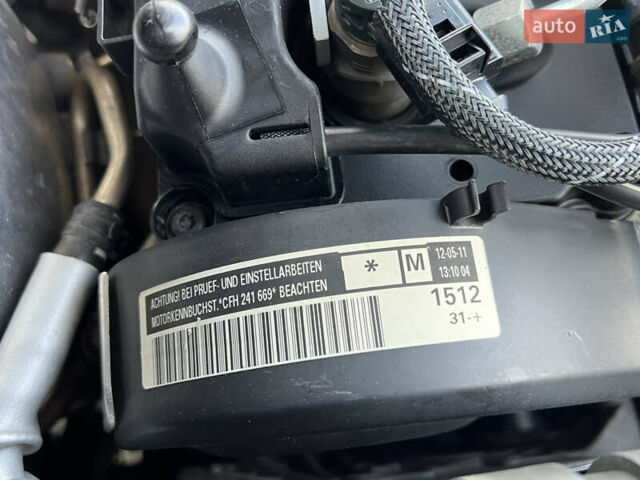 auto RIA
.com
ACHTUNG! BEI PRUEF- UND EINSTELLARBEITEN
MOTORKENNBUCHST.*CFH 241 669* BEACHTEN
* M
12-05-11
13:10 04
1512
31-+